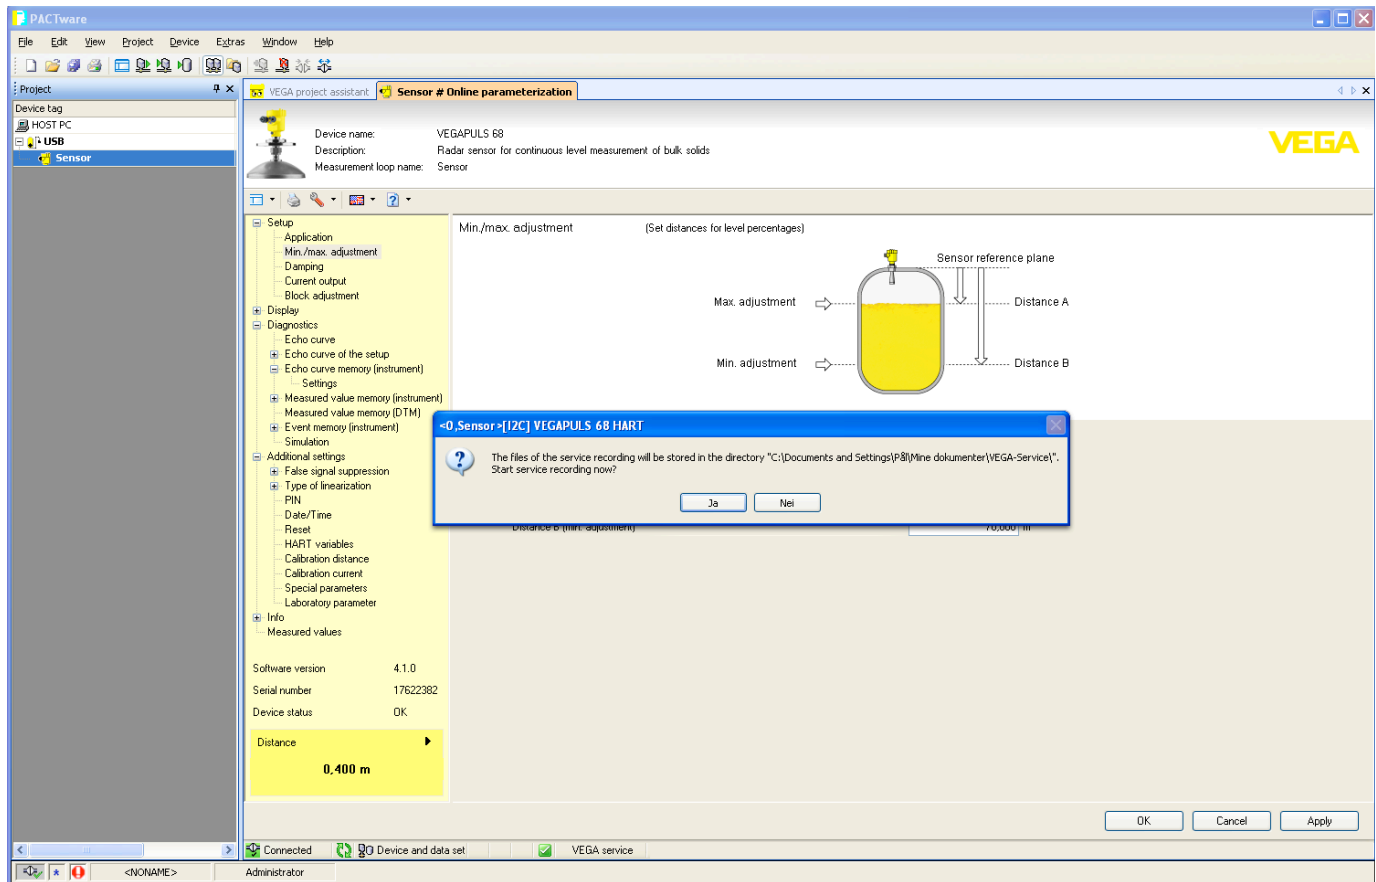 PACTware
File Edit View Project Device Extras Window Help
Project
Device tag
HOST PC
USB
Sensor
VEGA project assistant
Sensor # Online parameterization
Device name: VEGAPULS 68
Description: Radar sensor for continuous level measurement of bulk solids
Measurement loop name: Sensor
VEGA
Setup
Application
Min./max. adjustment
Damping
Current output
Block adjustment
Display
Diagnostics
Echo curve
Echo curve of the setup
Echo curve memory (instrument)
Settings
Measured value memory (instrument)
Measured value memory (DTM)
Event memory (instrument)
Simulation
Additional settings
False signal suppression
Type of linearization
PIN
Date/Time
Reset
HART variables
Calibration distance
Calibration current
Special parameters
Laboratory parameter
Info
Measured values
Software version 4.1.0
Serial number 17622382
Device status OK
Distance
0,400 m
Min./max. adjustment (Set distances for level percentages)
Sensor reference plane
Max. adjustment
Distance A
Min. adjustment
Distance B
<0,Sensor>[I2C] VEGAPULS 68 HART
The files of the service recording will be stored in the directory "C:\Documents and Settings\Pål\Mine dokumenter\VEGA-Service\".
Start service recording now?
Ja Nei
Distance B (min. adjustment) 70,000 m
OK Cancel Apply
Connected Device and data set VEGA service
<NONAME> Administrator